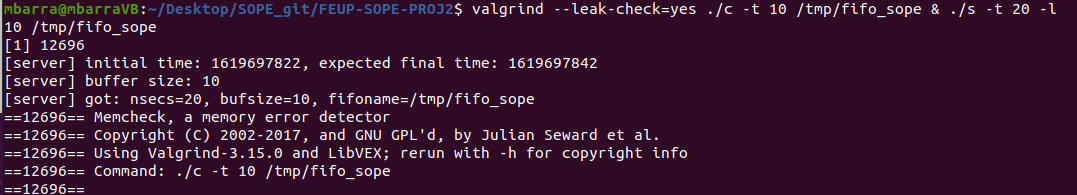 mbarra@mbarraVB:~/Desktop/SOPE_git/FEUP-SOPE-PROJ2$ valgrind --leak-check=yes ./c -t 10 /tmp/fifo_sope & ./s -t 20 -l
10 /tmp/fifo_sope
[1] 12696
[server] initial time: 1619697822, expected final time: 1619697842
[server] buffer size: 10
[server] got: nsecs=20, bufsize=10, fifoname=/tmp/fifo_sope
==12696== Memcheck, a memory error detector
==12696== Copyright (C) 2002-2017, and GNU GPL'd, by Julian Seward et al.
==12696== Using Valgrind-3.15.0 and LibVEX; rerun with -h for copyright info
==12696== Command: ./c -t 10 /tmp/fifo_sope
==12696==